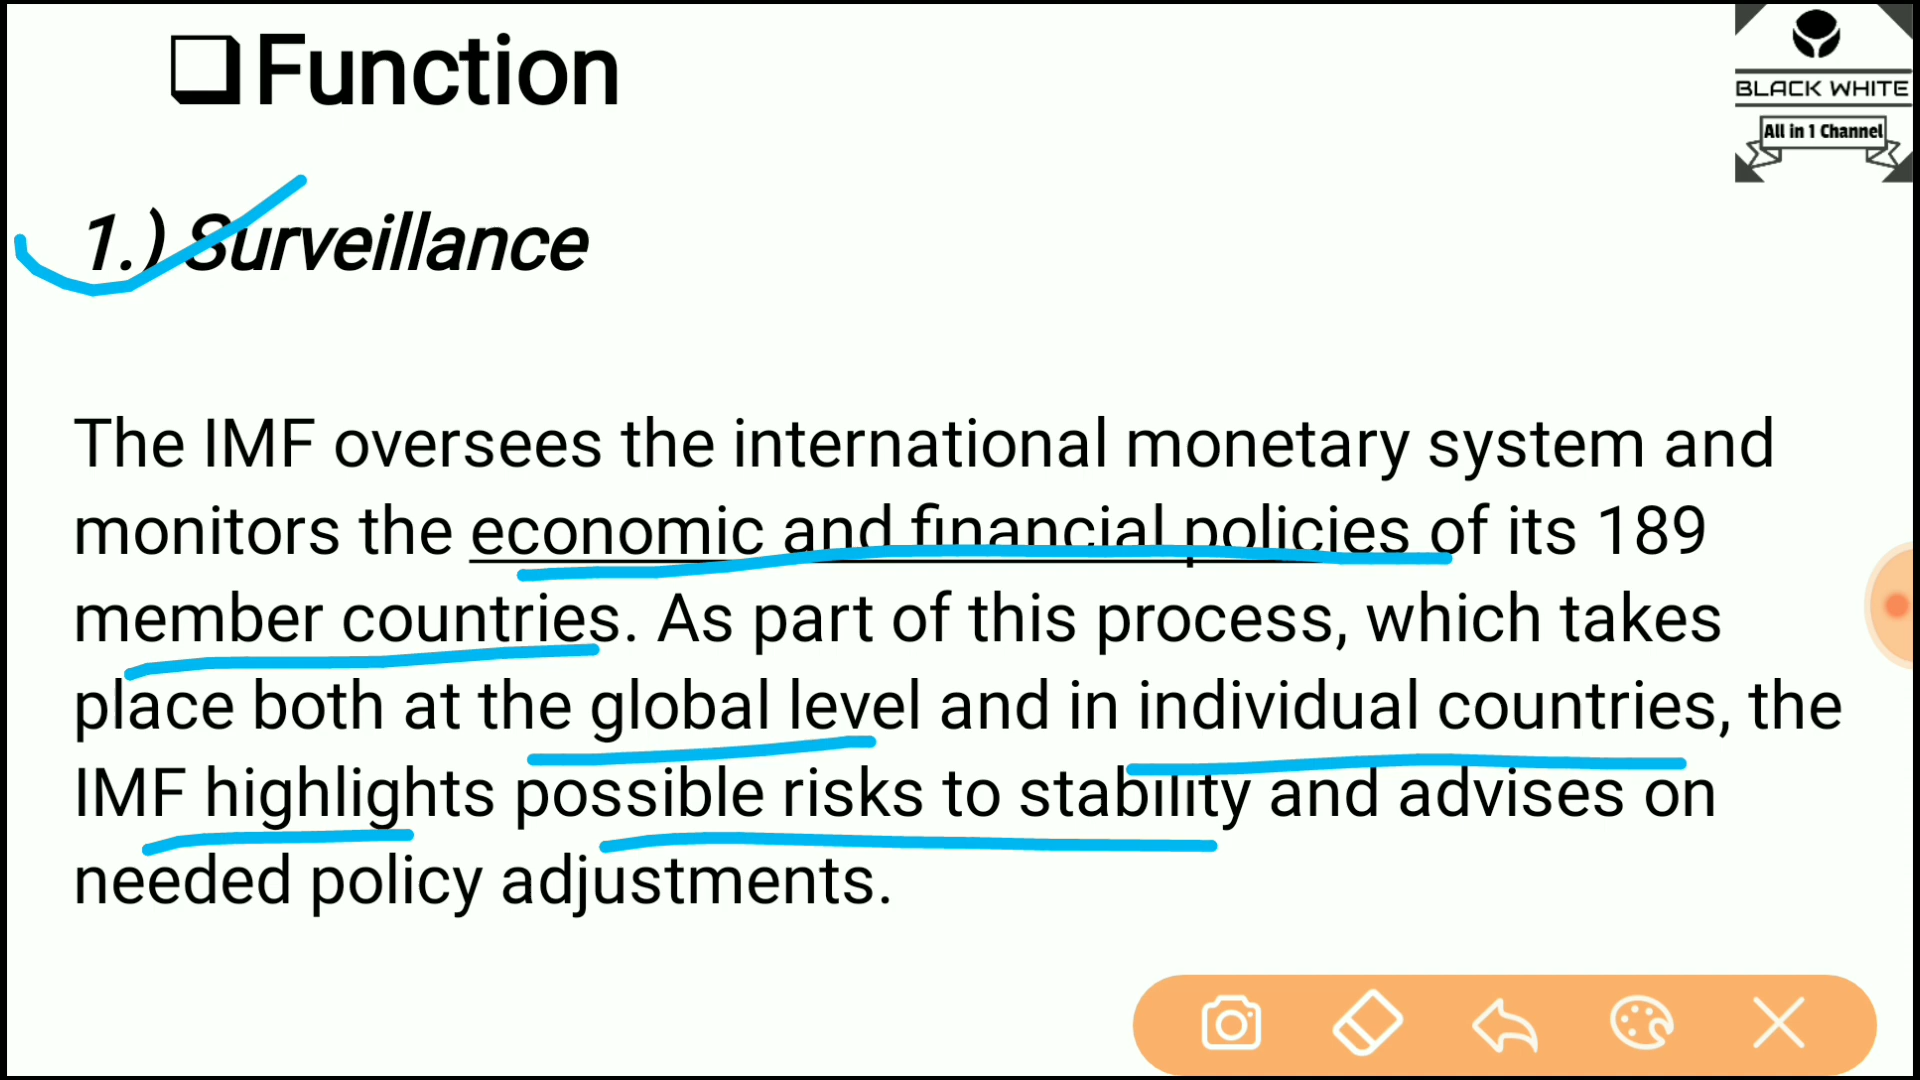 ❑Function
BLACK WHITE
All in 1 Channel
1.) Surveillance
The IMF oversees the international monetary system and
monitors the economic and financial policies of its 189
member countries. As part of this process, which takes
place both at the global level and in individual countries, the
IMF highlights possible risks to stability and advises on
needed policy adjustments.